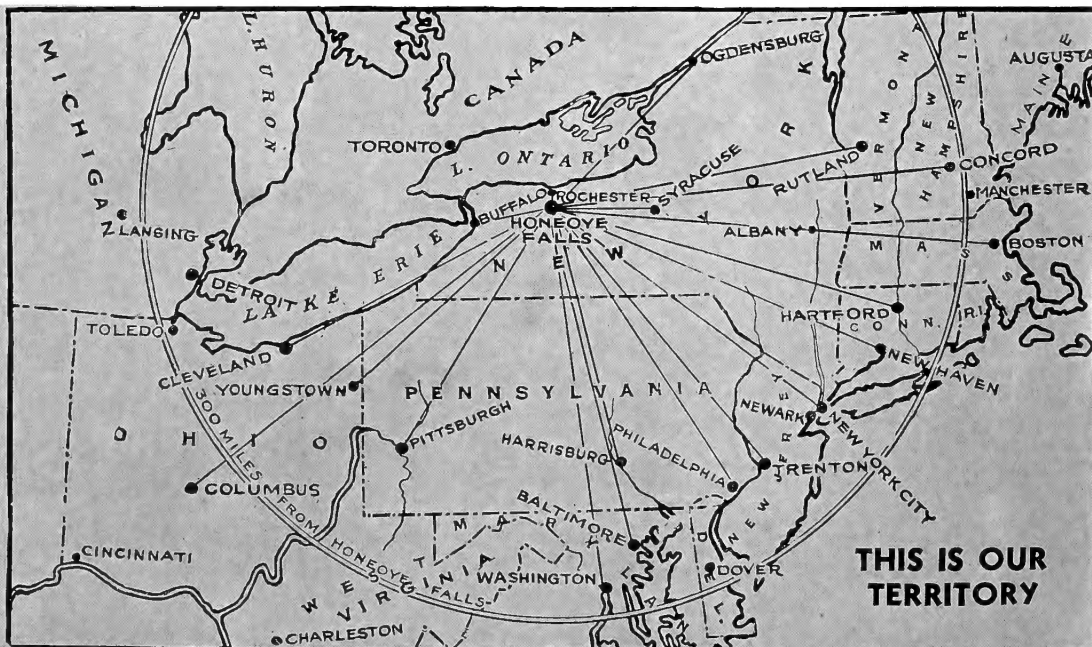 MICHIGAN
L. HURON
CANADA
OGDENSBURG
AUGUSTA
MAINE
NEW HAMPSHIRE
VERMONT
TORONTO
L. ONTARIO
SYRACUSE
RUTLAND
CONCORD
BUFFALO
ROCHESTER
MANCHESTER
LANSING
HONEOYE
FALLS
NEW YORK
ALBANY
MASS
BOSTON
DETROIT
LAKE ERIE
HARTFORD
CONN.
R.I.
TOLEDO
CLEVELAND
NEW HAVEN
YOUNGSTOWN
PENNSYLVANIA
NEWARK
NEW YORK CITY
OHIO
PITTSBURGH
HARRISBURG
PHILADELPHIA
TRENTON
NEW JERSEY
COLUMBUS
300 MILES FROM HONEOYE FALLS
BALTIMORE
MARYLAND
CINCINNATI
WEST
VIRGINIA
WASHINGTON
DOVER
DEL
CHARLESTON
THIS IS OUR
TERRITORY